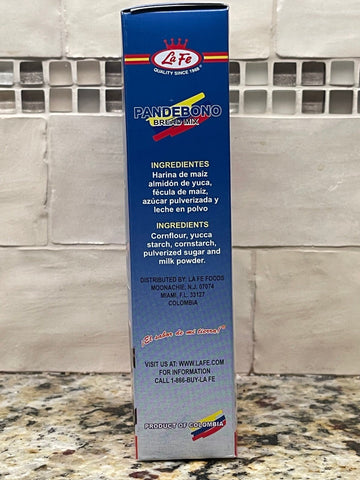 La Fe
QUALITY SINCE 1968
PANDEBONO
BREAD MIX
INGREDIENTES
Harina de maíz
almidón de yuca,
fécula de maíz,
azúcar pulverizada y
leche en polvo
INGREDIENTS
Cornflour, yucca
starch, cornstarch,
pulverized sugar and
milk powder.
DISTRIBUTED BY: LA FE FOODS
MOONACHIE; N.J. 07074
MIAMI, F.L. 33127
COLOMBIA
¡El sabor de mi tierra!
VISIT US AT: WWW.LAFE.COM
FOR INFORMATION
CALL 1-866-BUY-LA FE
PRODUCT OF COLOMBIA